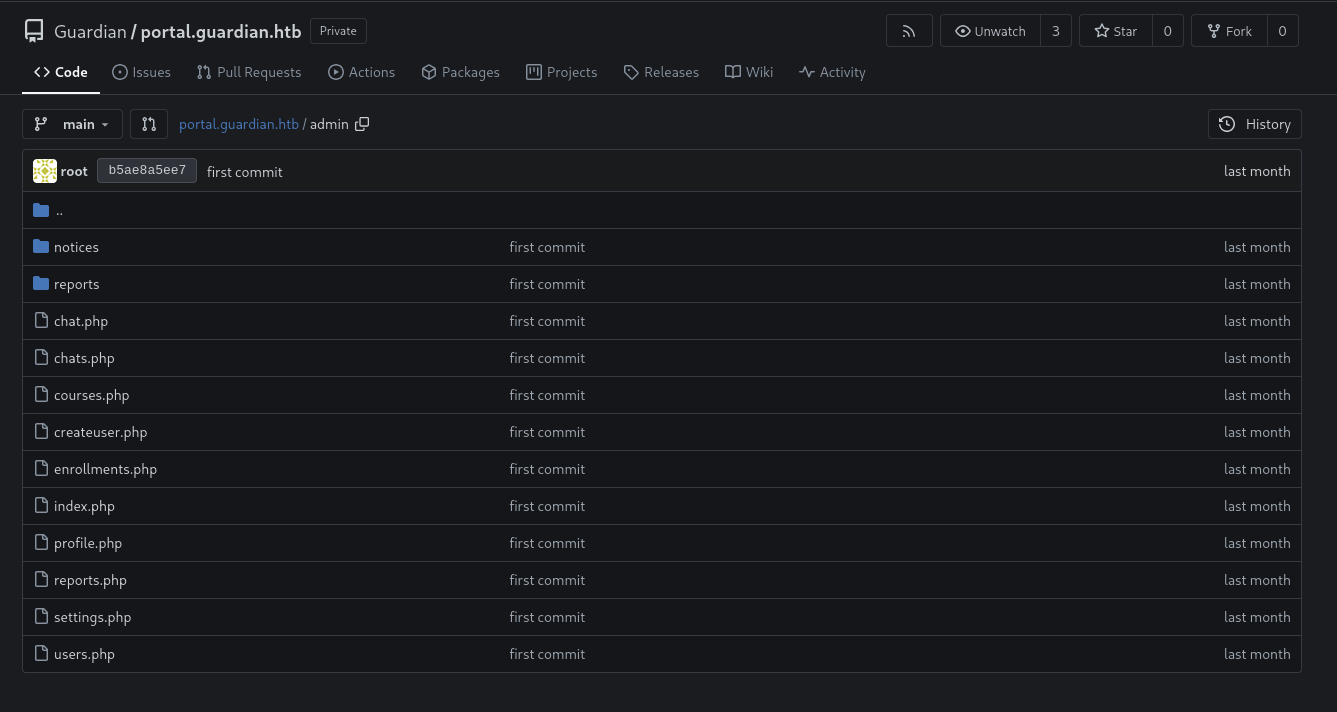 Guardian / portal.guardian.htb Private Unwatch 3 Star 0 Fork 0
Code Issues Pull Requests Actions Packages Projects Releases Wiki Activity
main portal.guardian.htb / admin History
root b5ae8a5ee7 first commit last month
..
notices first commit last month
reports first commit last month
chat.php first commit last month
chats.php first commit last month
courses.php first commit last month
createuser.php first commit last month
enrollments.php first commit last month
index.php first commit last month
profile.php first commit last month
reports.php first commit last month
settings.php first commit last month
users.php first commit last month